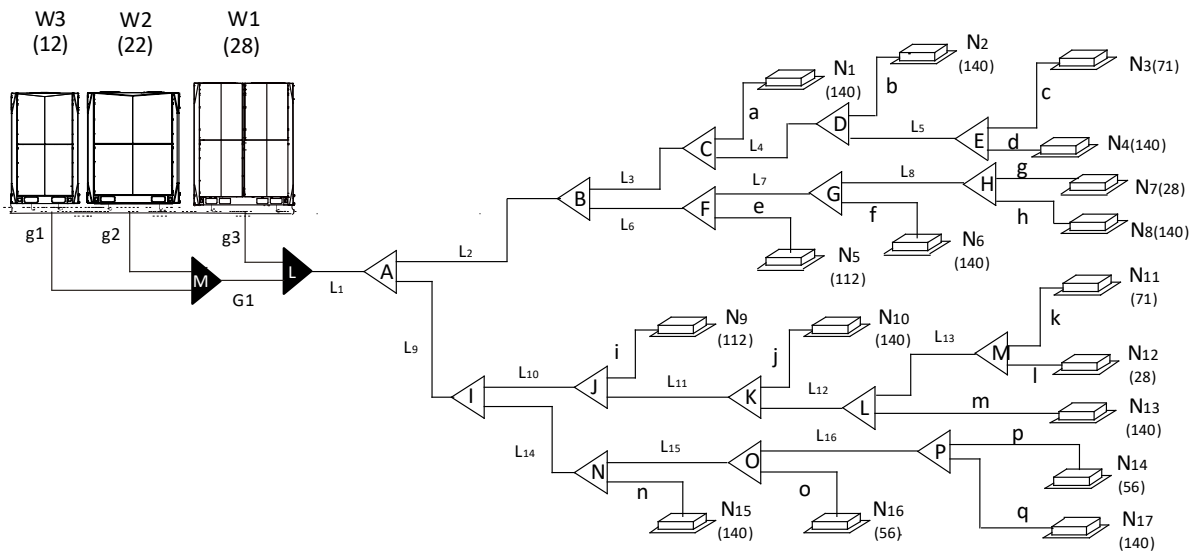 W3 W2 W1
(12) (22) (28)
g1 g2 g3
M L
G1 L1
A
L2
B
L3
C
a
N1
(140)
L4
D
b
N2
(140)
L5
E
c
N3(71)
d
N4(140)
L6
F
e
N5
(112)
L7
G
f
N6
(140)
L8
H
g
N7(28)
h
N8(140)
L9
I
L10
J
i
N9
(112)
L11
K
j
N10
(140)
L12
L
L13
M
k
N11
(71)
l
N12
(28)
m
N13
(140)
L14
N
n
N15
(140)
L15
O
o
N16
(56}
L16
P
p
N14
(56)
q
N17
(140)